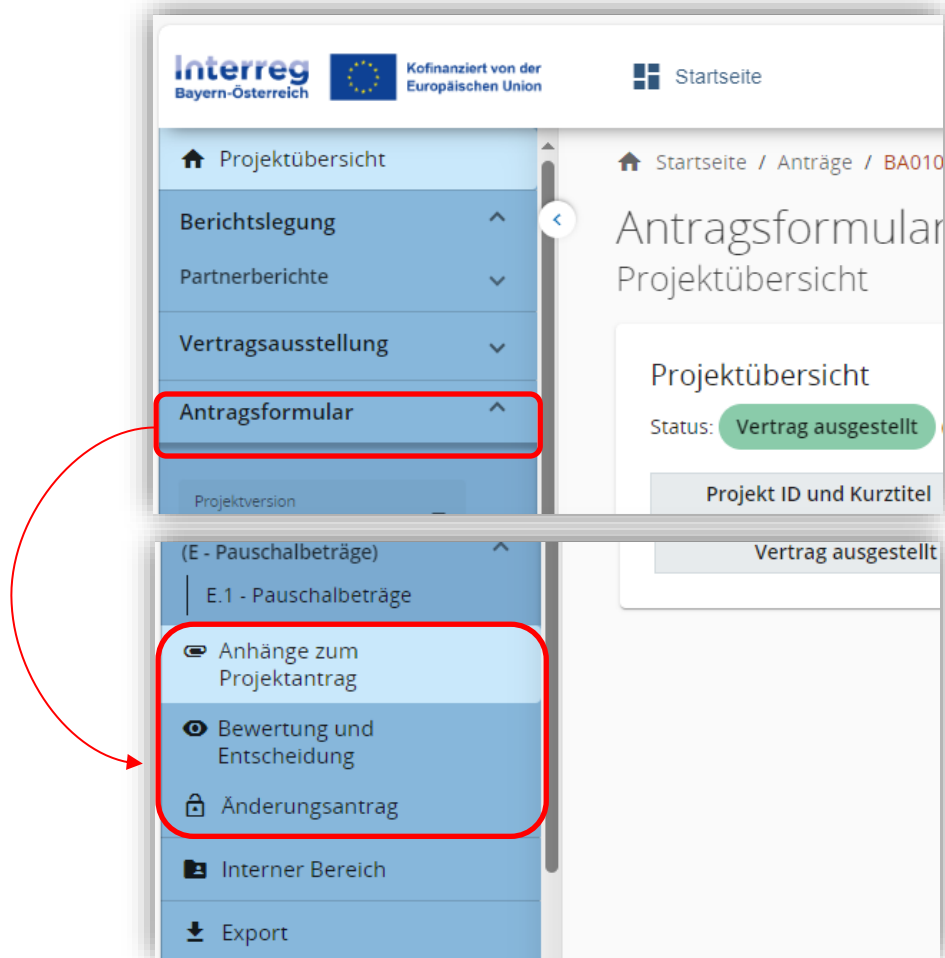 Interreg
Bayern-Österreich
Kofinanziert von der
Europäischen Union
Startseite
Projektübersicht
Berichtslegung
Partnerberichte
Vertragsausstellung
Antragsformular
Projektversion
Startseite / Anträge / BA010
Antragsformular
Projektübersicht
Projektübersicht
Status: Vertrag ausgestellt
Projekt ID und Kurztitel
(E - Pauschalbeträge)
E.1 - Pauschalbeträge
Anhänge zum
Projektantrag
Bewertung und
Entscheidung
Änderungsantrag
Interner Bereich
Export
Vertrag ausgestellt